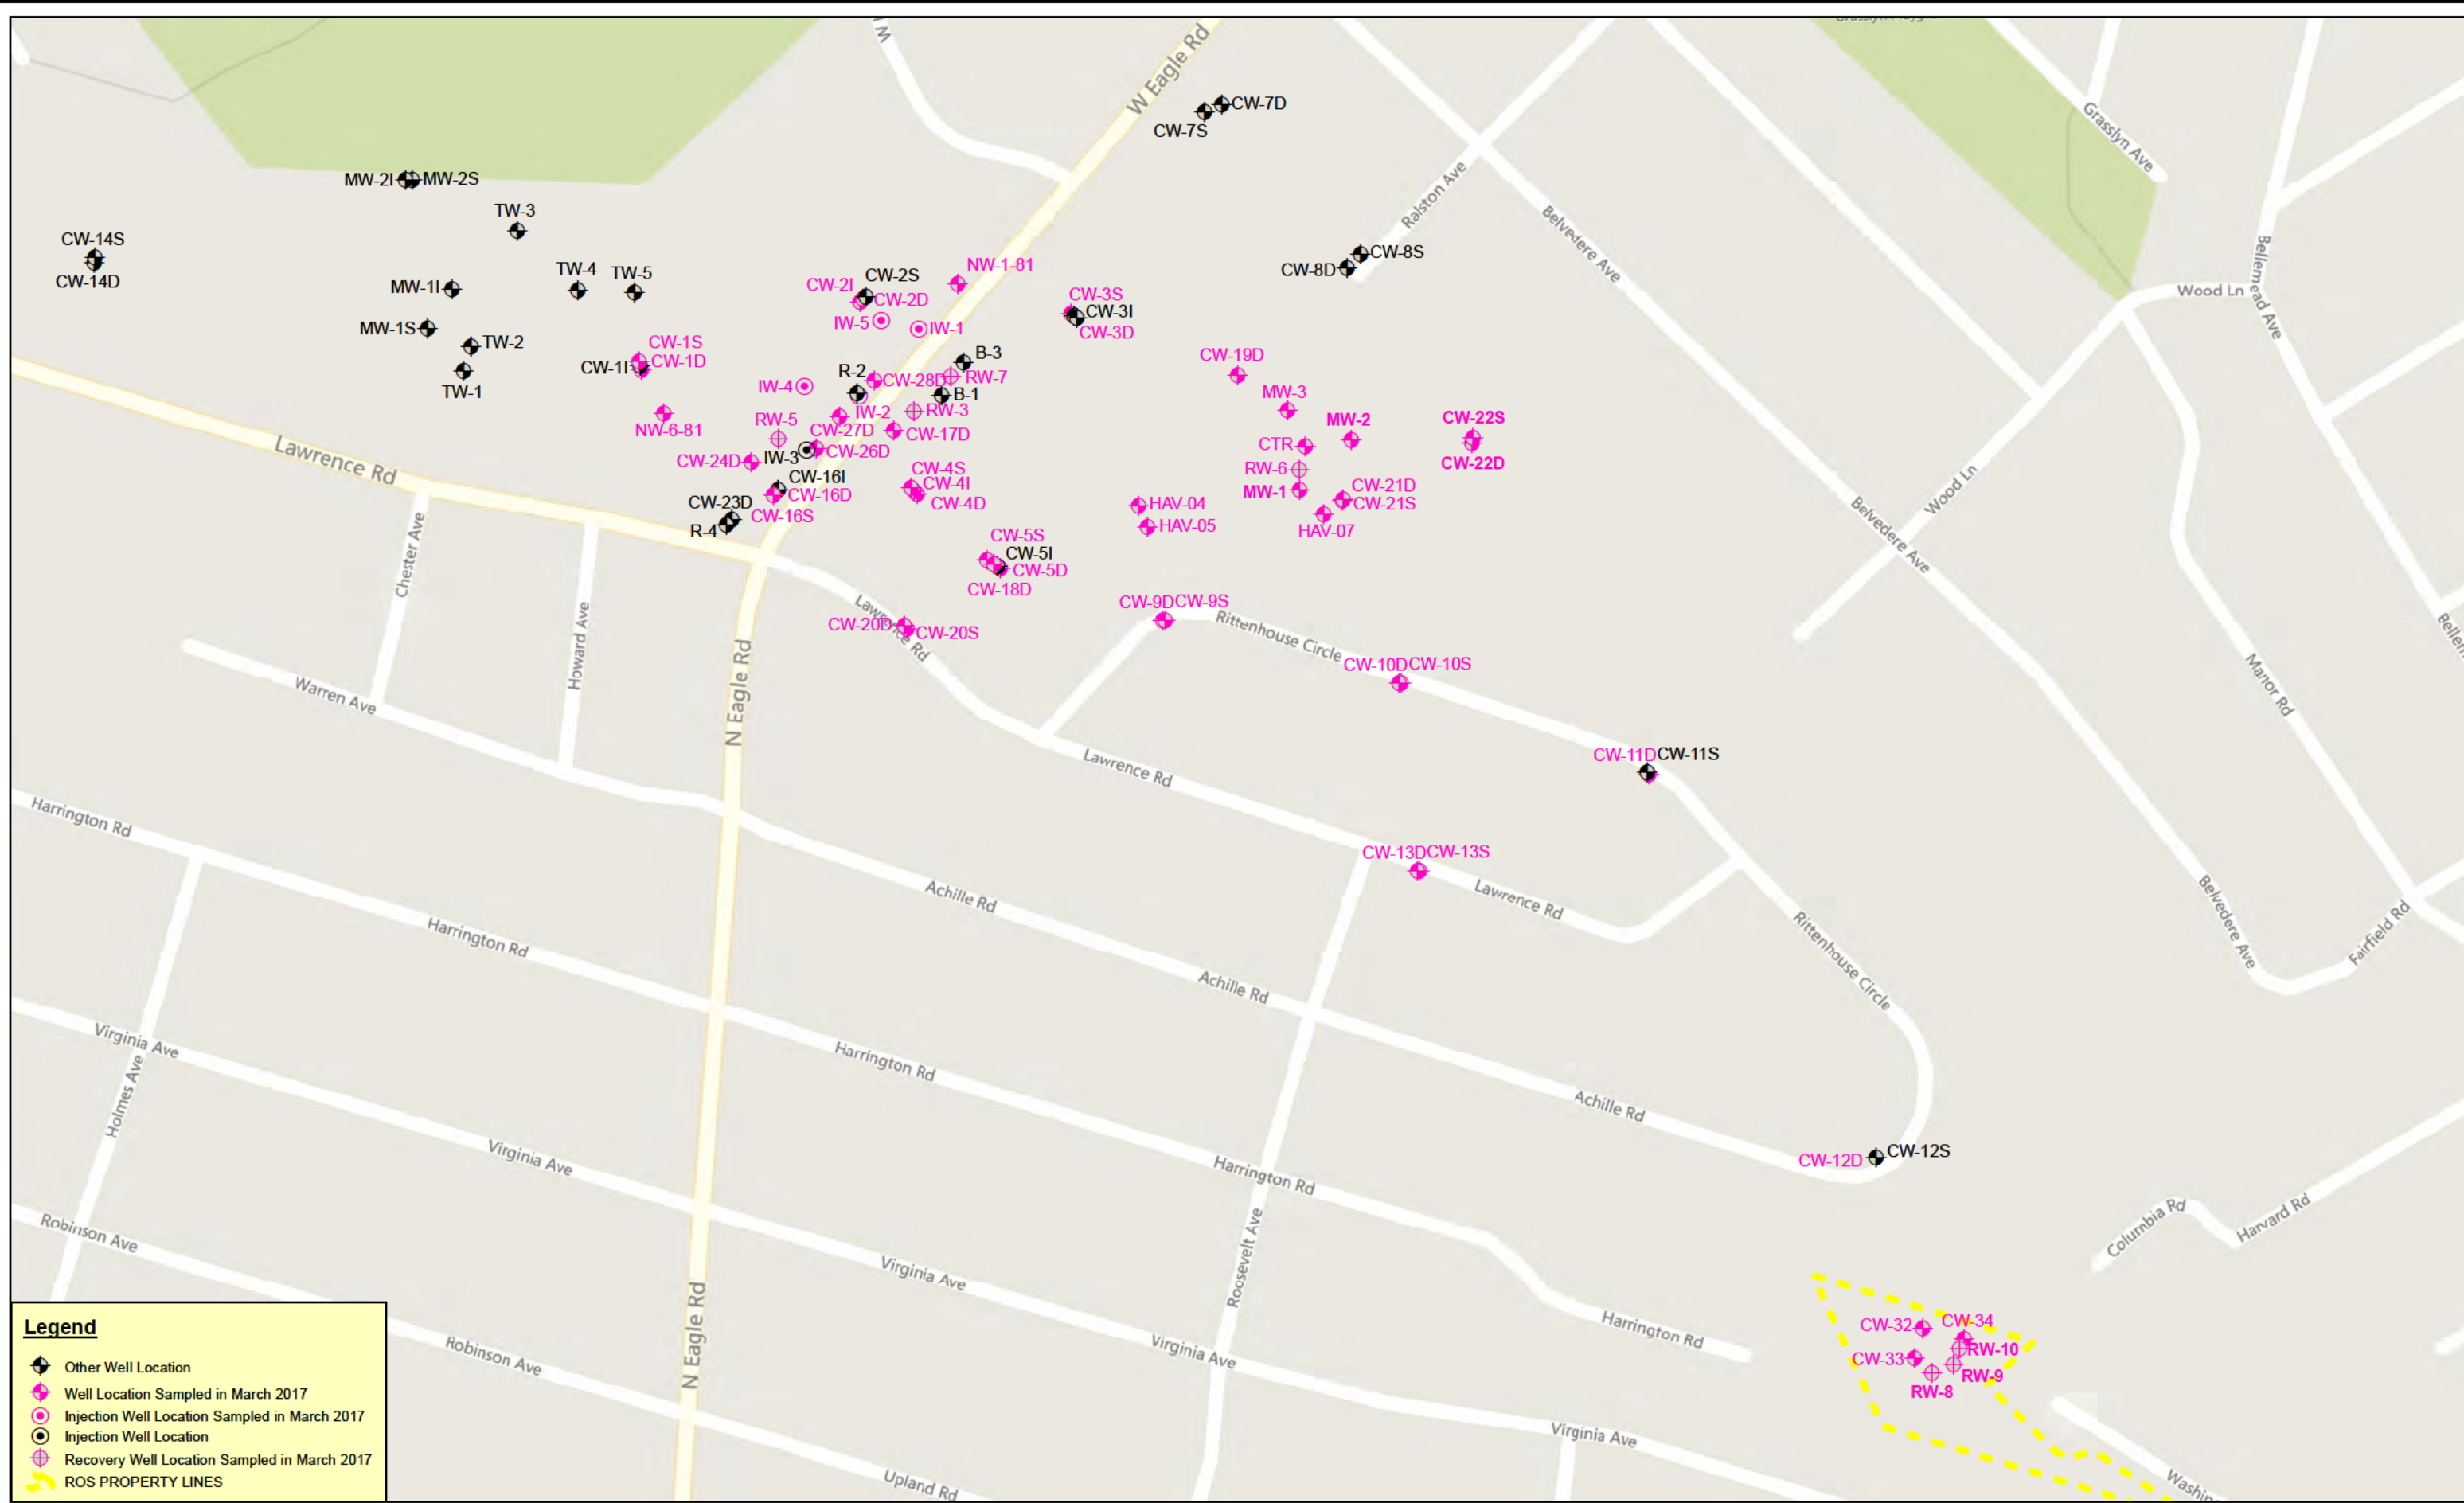 W Eagle Rd
CW-7D
CW-7S
Grasslyn Ave
MW-2I
MW-2S
Ralston Ave
Belvedere Ave
TW-3
CW-14S
CW-14D
CW-8S
CW-8D
Bellemead Ave
Wood Ln
TW-4
TW-5
MW-1I
MW-1S
TW-2
TW-1
CW-2I
CW-2S
CW-2D
NW-1-81
IW-5
IW-1
CW-3S
CW-3I
CW-3D
CW-1S
CW-1D
CW-1I
B-3
R-2
CW-28D
RW-7
IW-4
B-1
IW-2
RW-3
CW-19D
MW-3
MW-2
CW-22S
CW-22D
NW-6-81
RW-5
CW-27D
CW-17D
CTR
RW-6
MW-1
CW-24D
IW-3
CW-26D
CW-4S
CW-4I
CW-4D
CW-16I
CW-16D
CW-16S
CW-23D
R-4
HAV-04
HAV-05
CW-21D
CW-21S
HAV-07
Lawrence Rd
Wood Ln
Belvedere Ave
Chester Ave
CW-5S
CW-5I
CW-5D
CW-18D
CW-9D
CW-9S
CW-20D
CW-20S
Lawrence Rd
Rittenhouse Circle
Howard Ave
N Eagle Rd
Warren Ave
CW-10D
CW-10S
Manor Rd
Lawrence Rd
CW-11D
CW-11S
Harrington Rd
CW-13D
CW-13S
Lawrence Rd
Achille Rd
Belvedere Ave
Fairfield Rd
Harrington Rd
Rittenhouse Circle
Achille Rd
Virginia Ave
Holmes Ave
Harrington Rd
Achille Rd
Virginia Ave
Harrington Rd
CW-12D
CW-12S
Robinson Ave
Roosevelt Ave
Columbia Rd
Harvard Rd
Virginia Ave
N Eagle Rd
Harrington Rd
CW-32
CW-34
RW-10
CW-33
RW-9
RW-8
Robinson Ave
Virginia Ave
Virginia Ave
Upland Rd
Legend
Other Well Location
Well Location Sampled in March 2017
Injection Well Location Sampled in March 2017
Injection Well Location
Recovery Well Location Sampled in March 2017
ROS PROPERTY LINES